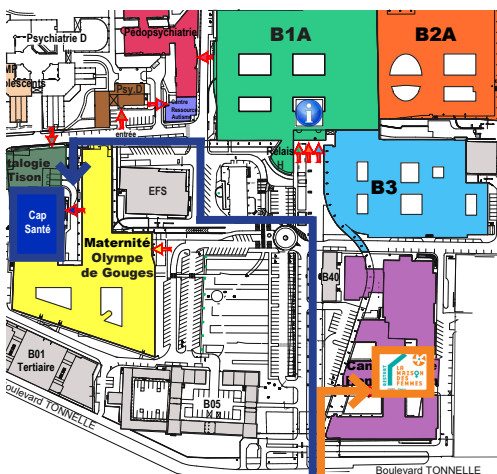 Psychiatrie D
Pédopsychiatrie
B1A
B2A
Psy.D
Centre
Ressource
Autisme
entrée
Relais
H
B3
EFS
Tison
Cap
Santé
Maternité
Olympe
de Gouges
B40
B01
Tertiaire
B05
LA
MAISON
DES
FEMMES
Boulevard TONNELLE
Boulevard TONNELLE